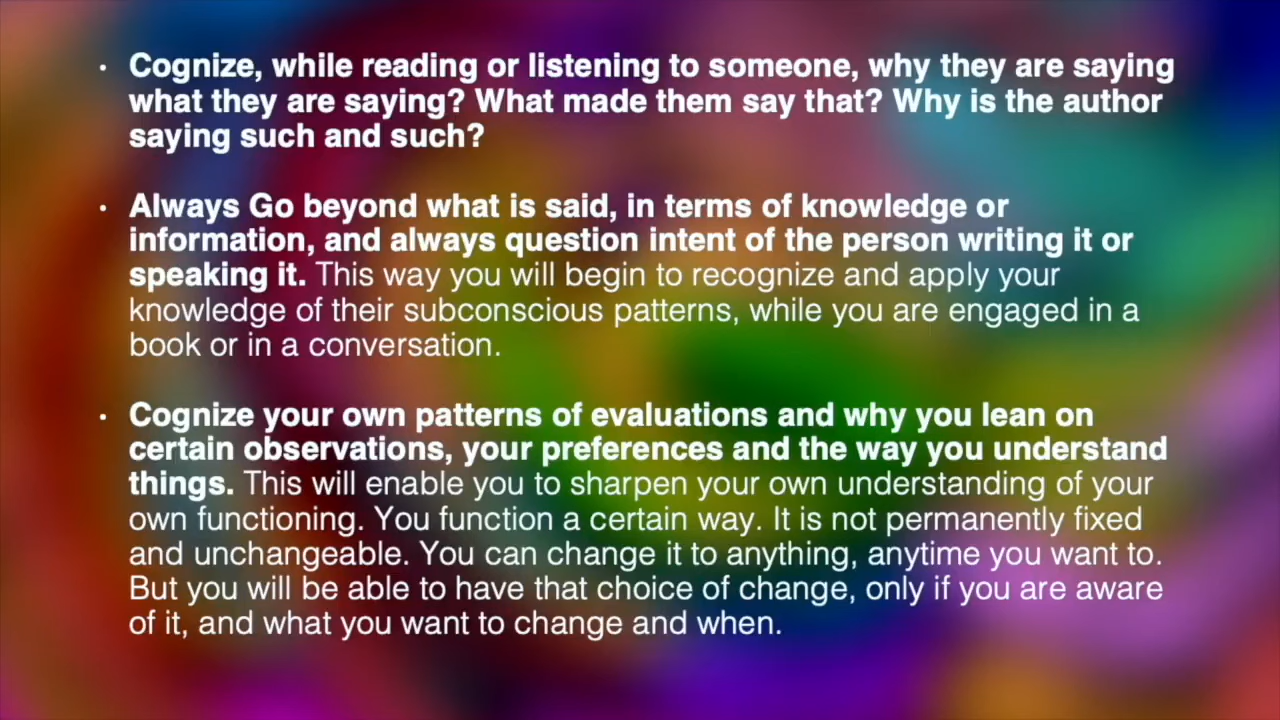 • Cognize, while reading or listening to someone, why they are saying
what they are saying? What made them say that? Why is the author
saying such and such?
• Always Go beyond what is said, in terms of knowledge or
information, and always question intent of the person writing it or
speaking it. This way you will begin to recognize and apply your
knowledge of their subconscious patterns, while you are engaged in a
book or in a conversation.
• Cognize your own patterns of evaluations and why you lean on
certain observations, your preferences and the way you understand
things. This will enable you to sharpen your own understanding of your
own functioning. You function a certain way. It is not permanently fixed
and unchangeable. You can change it to anything, anytime you want to.
But you will be able to have that choice of change, only if you are aware
of it, and what you want to change and when.